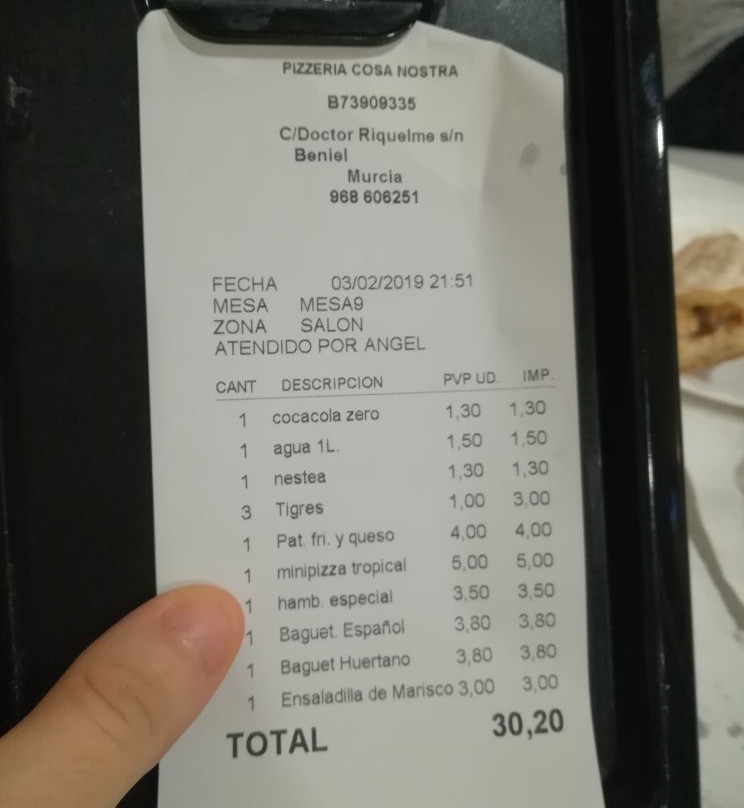 PIZZERIA COSA NOSTRA
B73909335
C/Doctor Riquelme s/n
Beniel
Murcia
968 606251
FECHA 03/02/2019 21:51
MESA MESA9
ZONA SALON
ATENDIDO POR ANGEL
CANT DESCRIPCION PVP UD. IMP.
1 cocacola zero 1,30 1,30
1 agua 1L. 1,50 1,50
1 nestea 1,30 1,30
3 Tigres 1,00 3,00
1 Pat. fri. y queso 4,00 4,00
1 minipizza tropical 5,00 5,00
1 hamb. especial 3,50 3,50
1 Baguet. Español 3,80 3,80
1 Baguet Huertano 3,80 3,80
1 Ensaladilla de Marisco 3,00 3,00
TOTAL 30,20